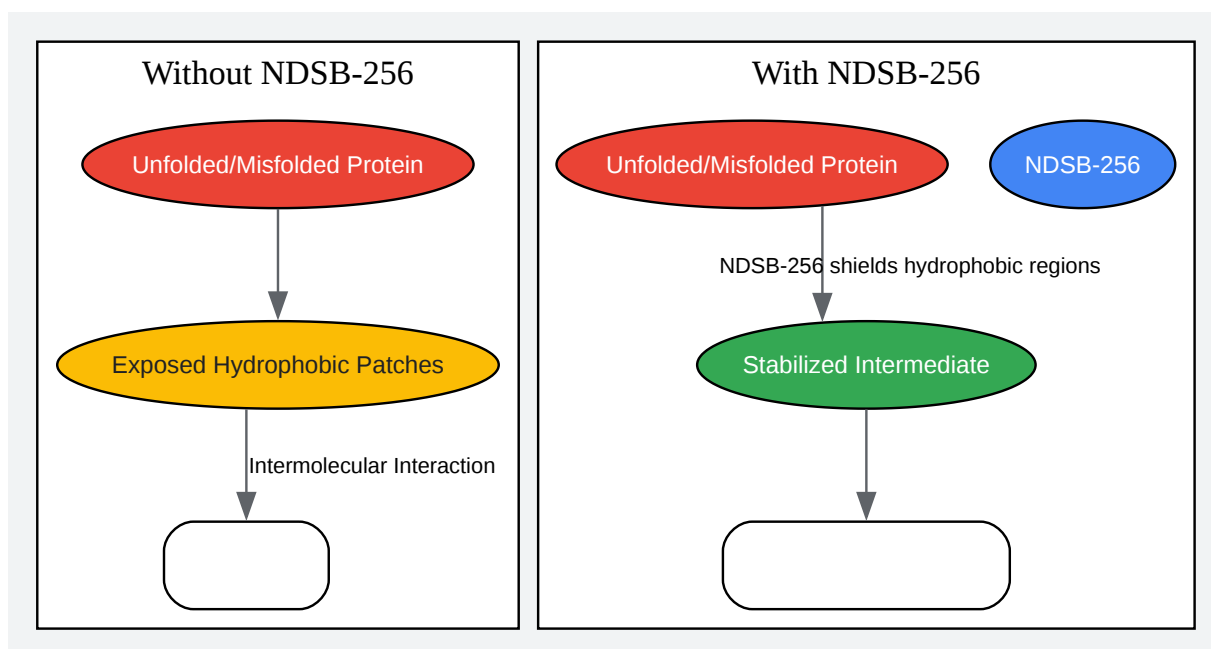 Without NDSB-256
Unfolded/Misfolded Protein
Exposed Hydrophobic Patches
Intermolecular Interaction
With NDSB-256
Unfolded/Misfolded Protein
NDSB-256
NDSB-256 shields hydrophobic regions
Stabilized Intermediate